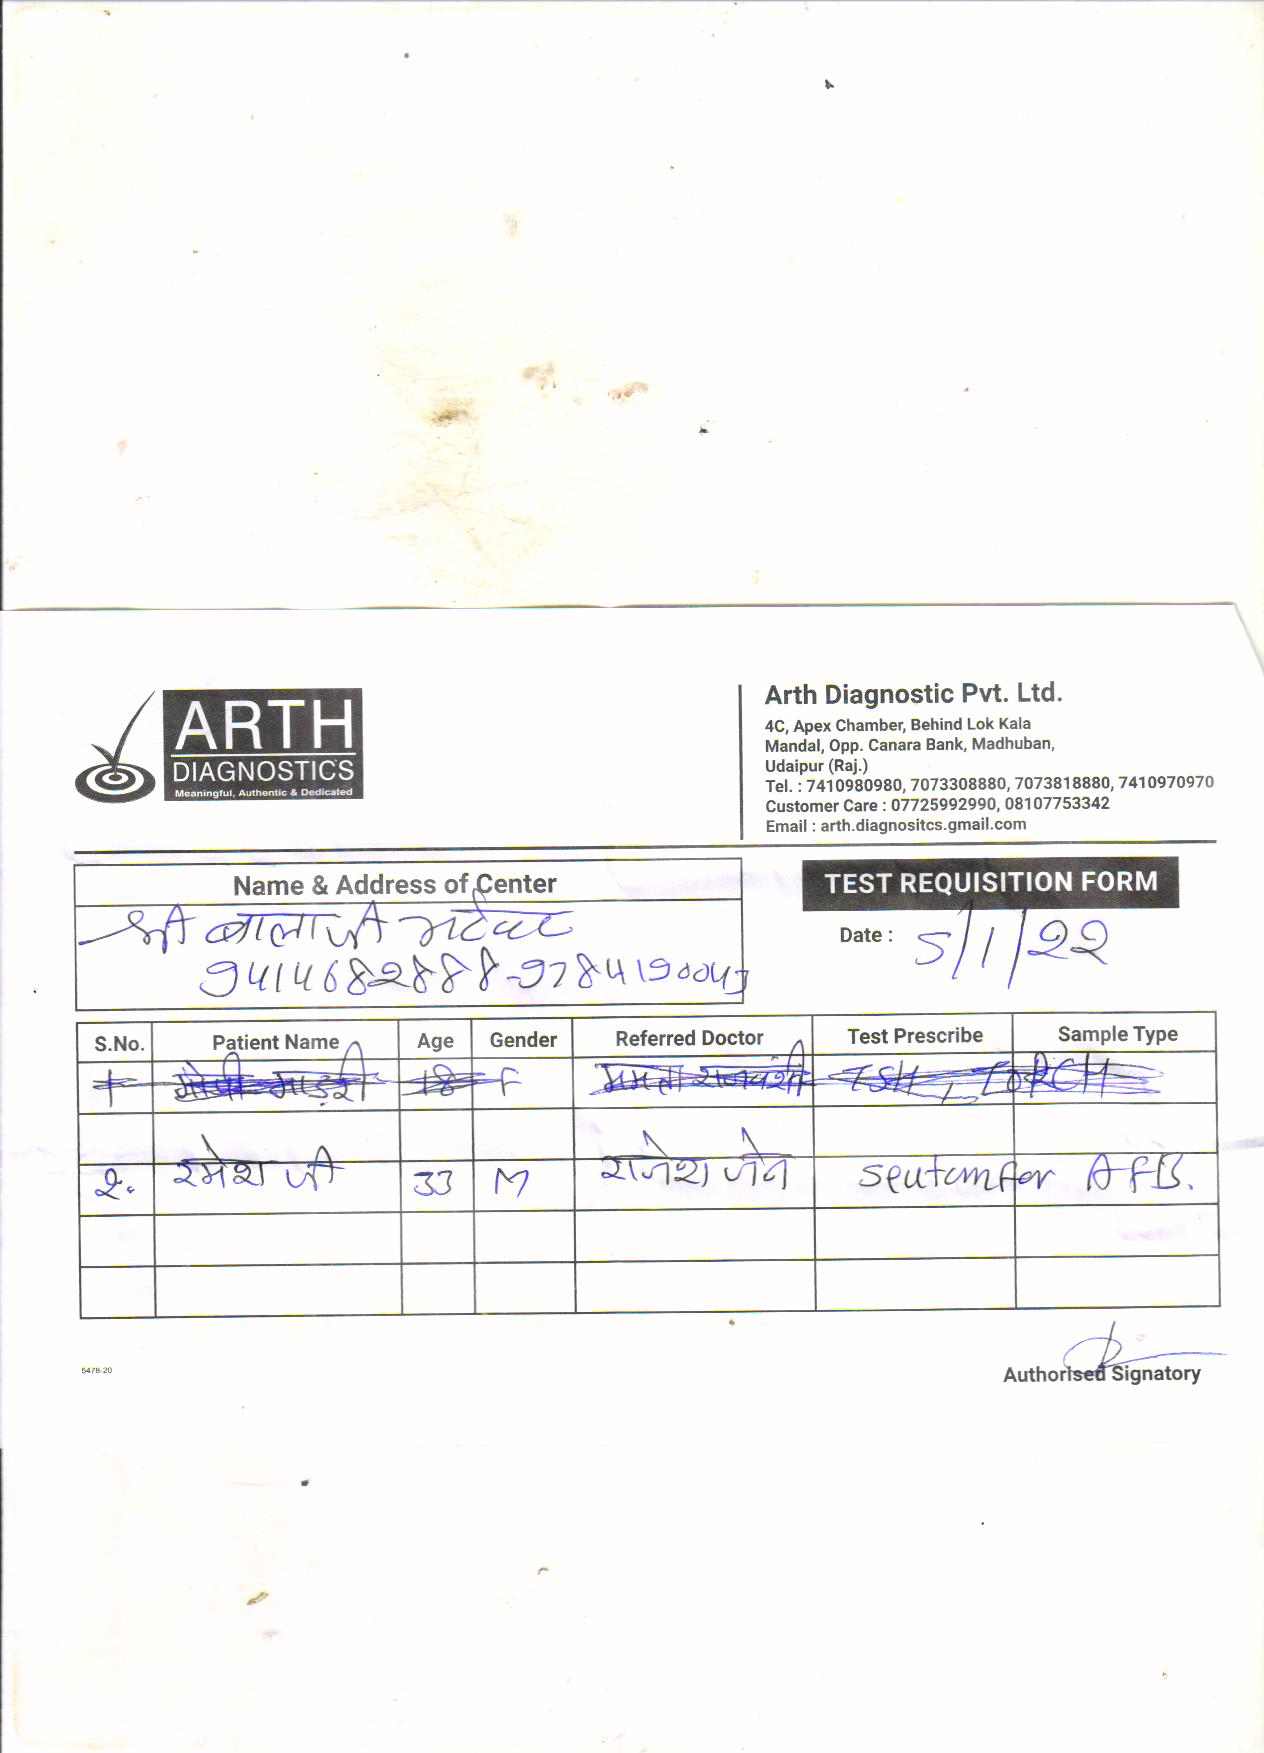 ARTH
DIAGNOSTICS
Meaningful, Authentic & Dedicated
Arth Diagnostic Pvt. Ltd.
4C, Apex Chamber, Behind Lok Kala
Mandal, Opp. Canara Bank, Madhuban,
Udaipur (Raj.)
Tel. : 7410980980, 7073308880, 7073818880, 7410970970
Customer Care : 07725992990, 08107753342
Email : arth.diagnositcs.gmail.com
Name & Address of Center
श्री बालाजी
9414682888-9784190047
TEST REQUISITION FORM
Date : 5/1/22
S.No. Patient Name Age Gender Referred Doctor Test Prescribe Sample Type
1 18 F TSH, TORCH
2. रमेश जी 33 M राजेश जैन Seutam for AFB.
5478-20
Authorised Signatory